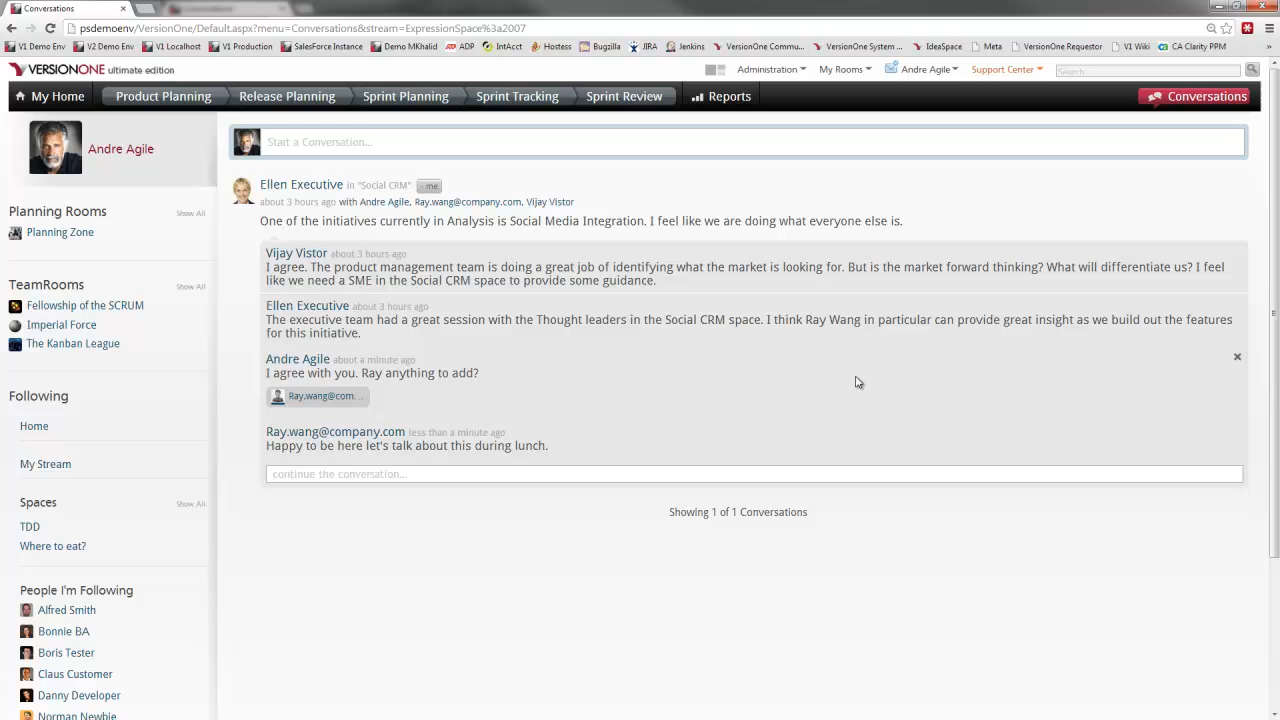 Conversations
psdemoenv/VersionOne/Default.aspx?menu=Conversations&stream=ExpressionSpace%3a2007
V1 Demo Env V2 Demo Env V1 Localhost V1 Production SalesForce Instance Demo MKhalid ADP IntAcct Hostess Bugzilla JIRA Jenkins VersionOne Commu... VersionOne System ... IdeaSpace Meta VersionOne Requestor V1 Wiki CA Clarity PPM
VERSIONONE ultimate edition
Administration My Rooms Andre Agile Support Center Search
My Home Product Planning Release Planning Sprint Planning Sprint Tracking Sprint Review Reports Conversations
Andre Agile
Planning Rooms Show All
Planning Zone
TeamRooms Show All
Fellowship of the SCRUM
Imperial Force
The Kanban League
Following
Home
My Stream
Spaces Show All
TDD
Where to eat?
People I'm Following
Alfred Smith
Bonnie BA
Boris Tester
Claus Customer
Danny Developer
Norman Newbie
Start a Conversation...
Ellen Executive in "Social CRM" - me
about 3 hours ago with Andre Agile, Ray.wang@company.com, Vijay Vistor
One of the initiatives currently in Analysis is Social Media Integration. I feel like we are doing what everyone else is.
Vijay Vistor about 3 hours ago
I agree. The product management team is doing a great job of identifying what the market is looking for. But is the market forward thinking? What will differentiate us? I feel
like we need a SME in the Social CRM space to provide some guidance.
Ellen Executive about 3 hours ago
The executive team had a great session with the Thought leaders in the Social CRM space. I think Ray Wang in particular can provide great insight as we build out the features
for this initiative.
Andre Agile about a minute ago
I agree with you. Ray anything to add?
Ray.wang@com...
Ray.wang@company.com less than a minute ago
Happy to be here let's talk about this during lunch.
continue the conversation...
Showing 1 of 1 Conversations